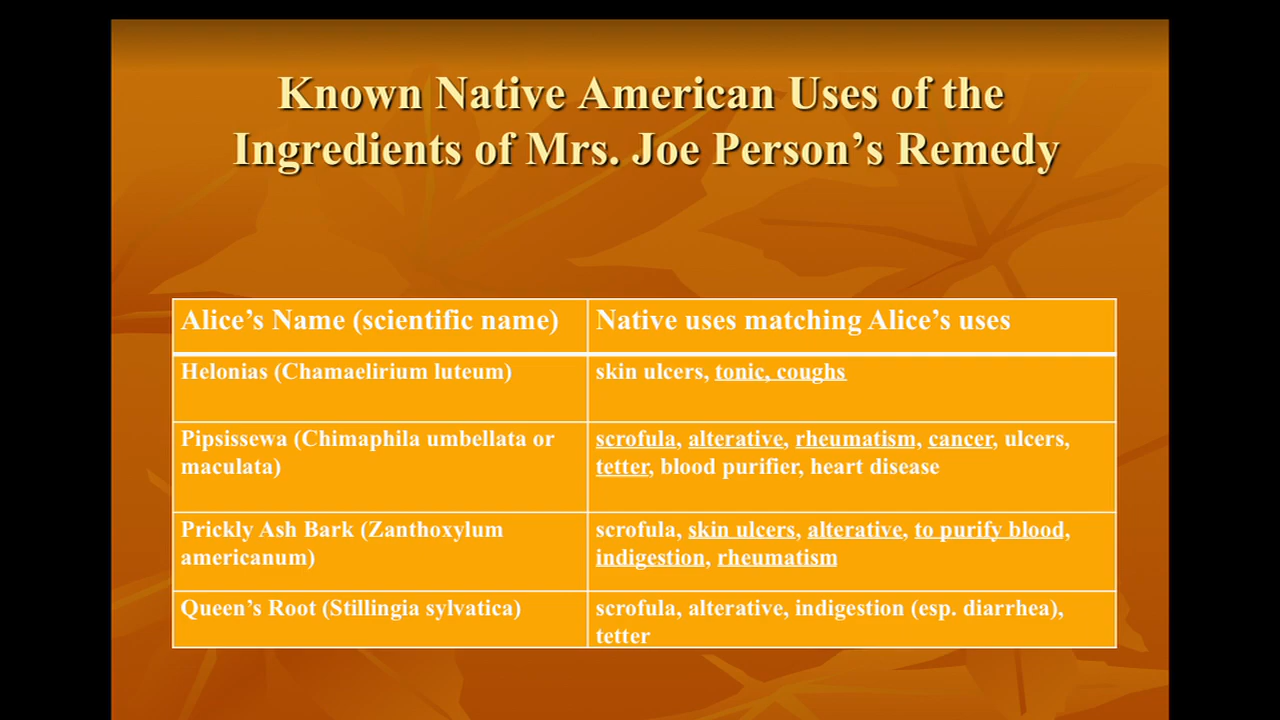 Known Native American Uses of the
Ingredients of Mrs. Joe Person’s Remedy
Alice’s Name (scientific name)
Native uses matching Alice’s uses
Helonias (Chamaelirium luteum)
skin ulcers, tonic, coughs
Pipsissewa (Chimaphila umbellata or
maculata)
scrofula, alterative, rheumatism, cancer, ulcers,
tetter, blood purifier, heart disease
Prickly Ash Bark (Zanthoxylum
americanum)
scrofula, skin ulcers, alterative, to purify blood,
indigestion, rheumatism
Queen’s Root (Stillingia sylvatica)
scrofula, alterative, indigestion (esp. diarrhea),
tetter